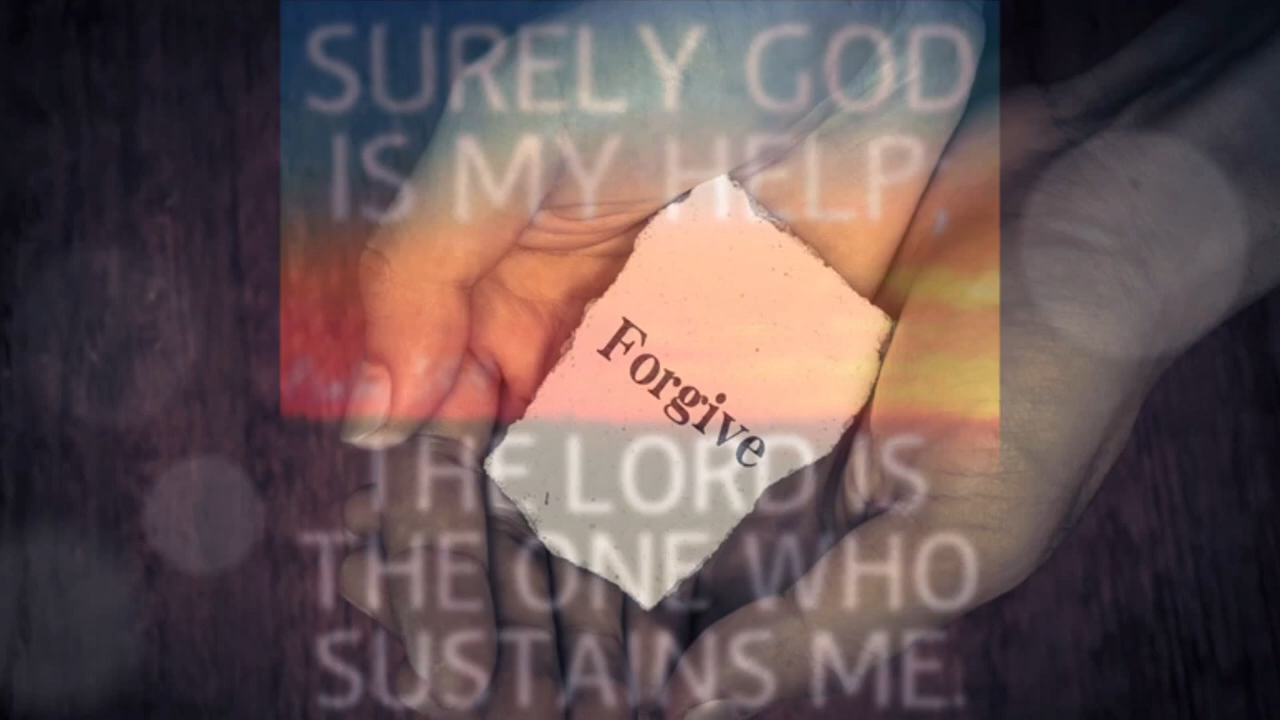 SURELY GOD
IS MY HELP,
Forgive
THE LORD IS
THE ONE WHO
SUSTAINS ME.